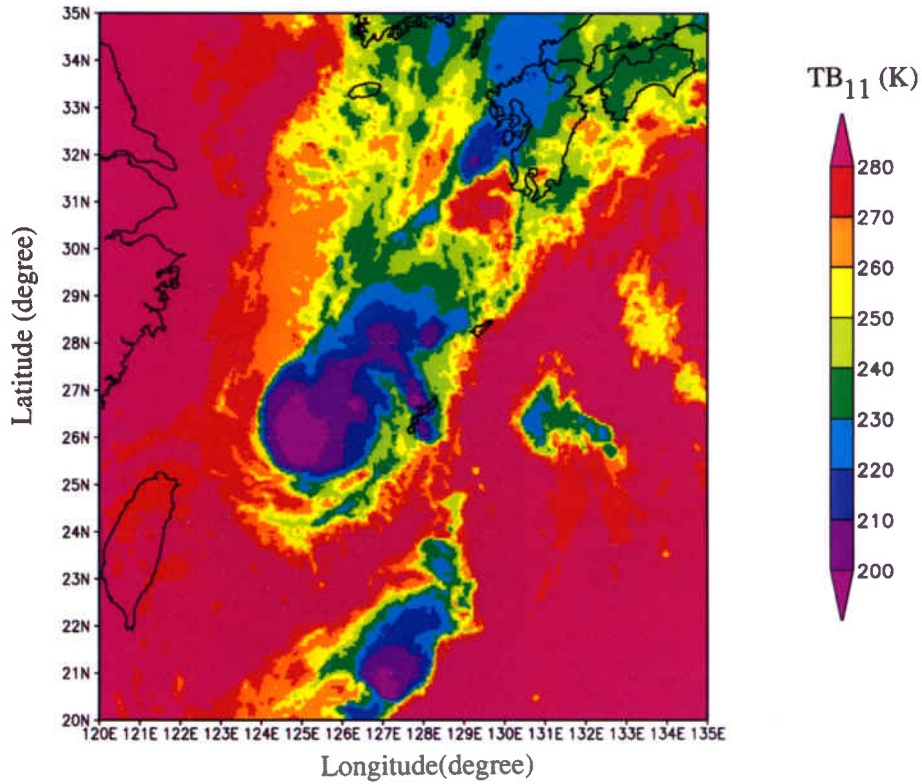 35N
34N
33N
32N
31N
30N
29N
28N
27N
26N
25N
24N
23N
22N
21N
20N
120E 121E 122E 123E 124E 125E 126E 127E 128E 129E 130E 131E 132E 133E 134E 135E
Latitude (degree)
Longitude(degree)
TB11 (K)
280
270
260
250
240
230
220
210
200